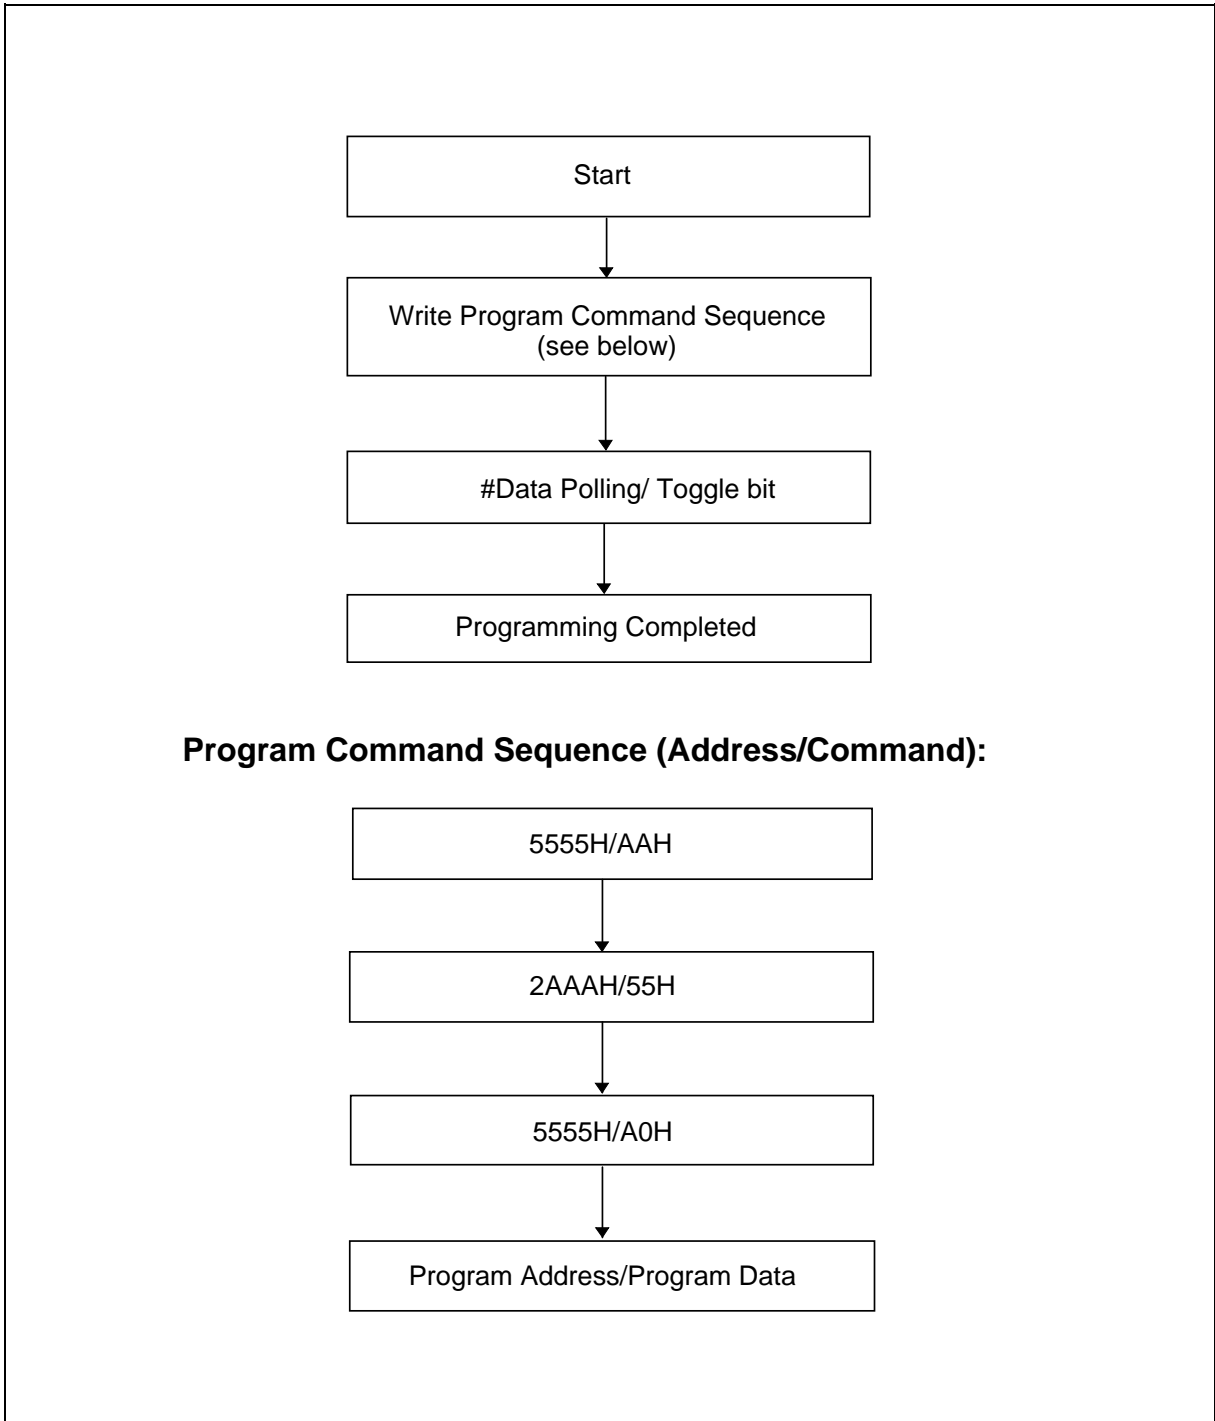 Start
Write Program Command Sequence
(see below)
#Data Polling/ Toggle bit
Programming Completed
Program Command Sequence (Address/Command):
5555H/AAH
2AAAH/55H
5555H/A0H
Program Address/Program Data